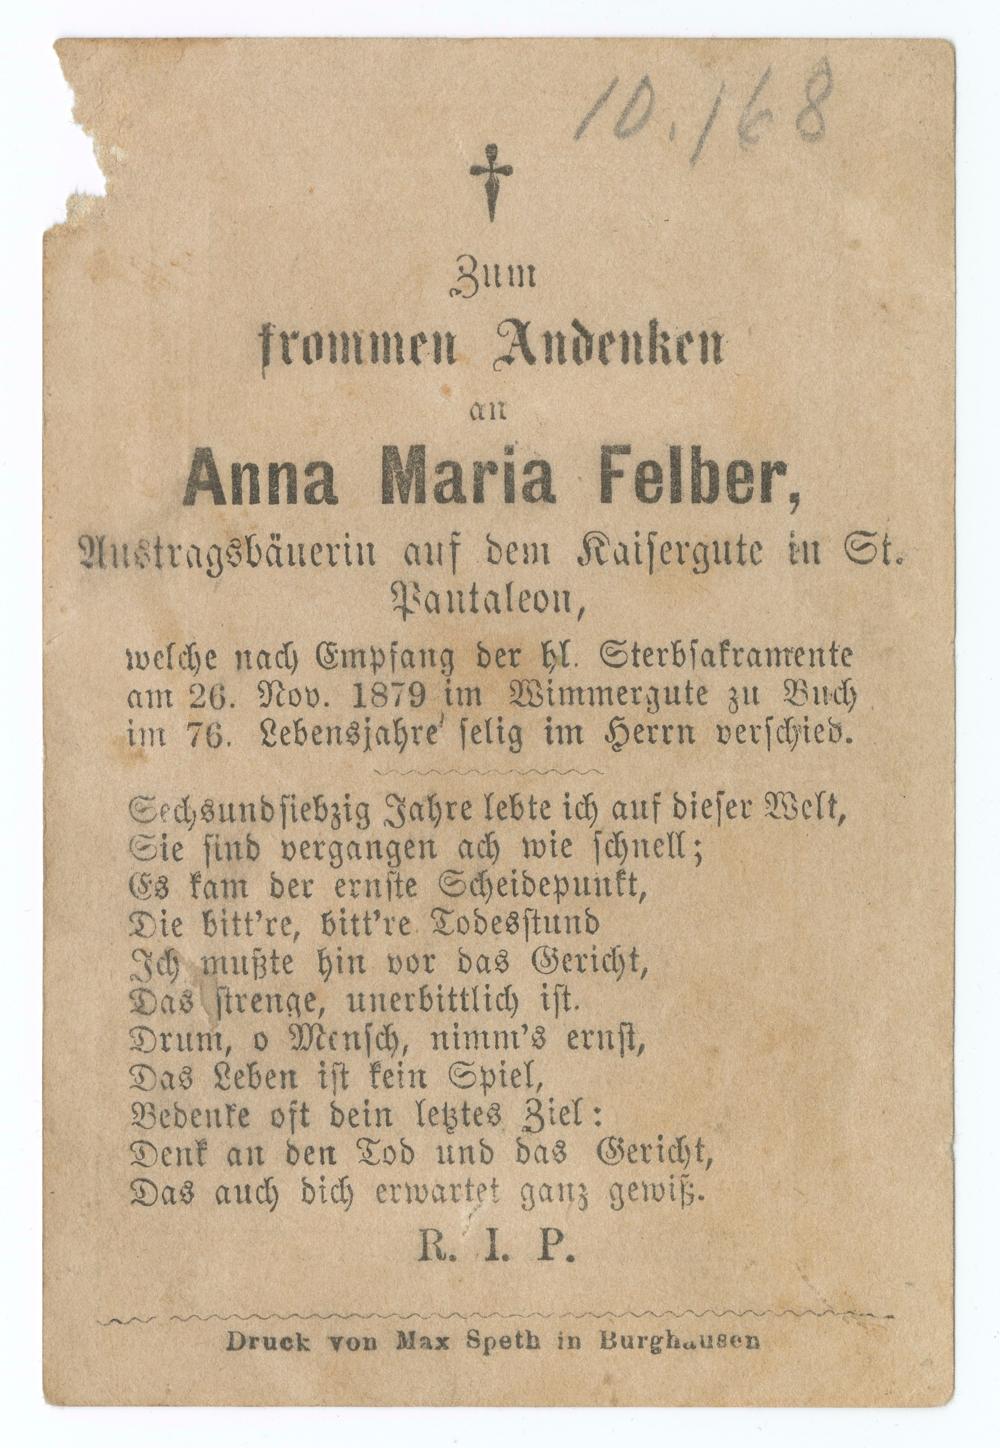 10.168
Zum
frommen Andenken
an
Anna Maria Felber,
Austragsbäuerin auf dem Kaisergute in St.
Pantaleon,
welche nach Empfang der hl. Sterbsakramente
am 26. Nov. 1879 im Wimmergute zu Buch
im 76. Lebensjahre selig im Herrn verschied.
Sechsundsiebzig Jahre lebte ich auf dieser Welt,
Sie sind vergangen ach wie schnell;
Es kam der ernste Scheidepunkt,
Die bitt're, bitt're Todesstund
Ich mußte hin vor das Gericht,
Das strenge, unerbittlich ist.
Drum, o Mensch, nimm's ernst,
Das Leben ist kein Spiel,
Bedenke oft dein letztes Ziel:
Denk an den Tod und das Gericht,
Das auch dich erwartet ganz gewiß.
R. I. P.
Druck von Max Speth in Burghausen